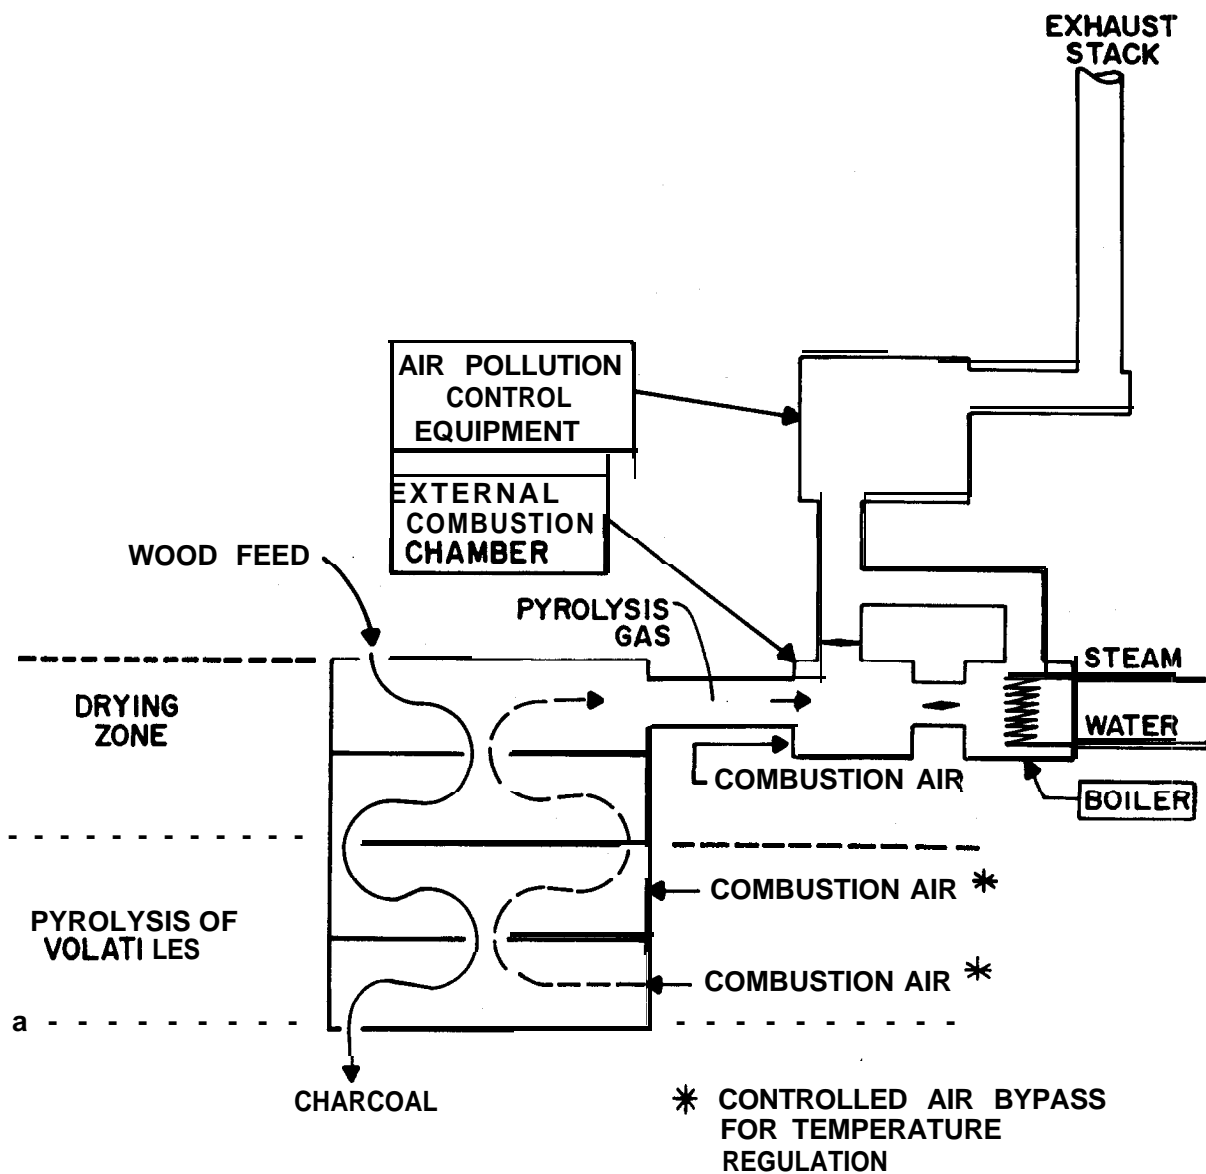 EXHAUST
STACK
AIR POLLUTION
CONTROL
EQUIPMENT
EXTERNAL
COMBUSTION
CHAMBER
WOOD FEED
PYROLYSIS
GAS
STEAM
DRYING
ZONE
WATER
COMBUSTION AIR
BOILER
COMBUSTION AIR *
PYROLYSIS OF
VOLATI LES
COMBUSTION AIR *
a
CHARCOAL
* CONTROLLED AIR BYPASS
FOR TEMPERATURE
REGULATION